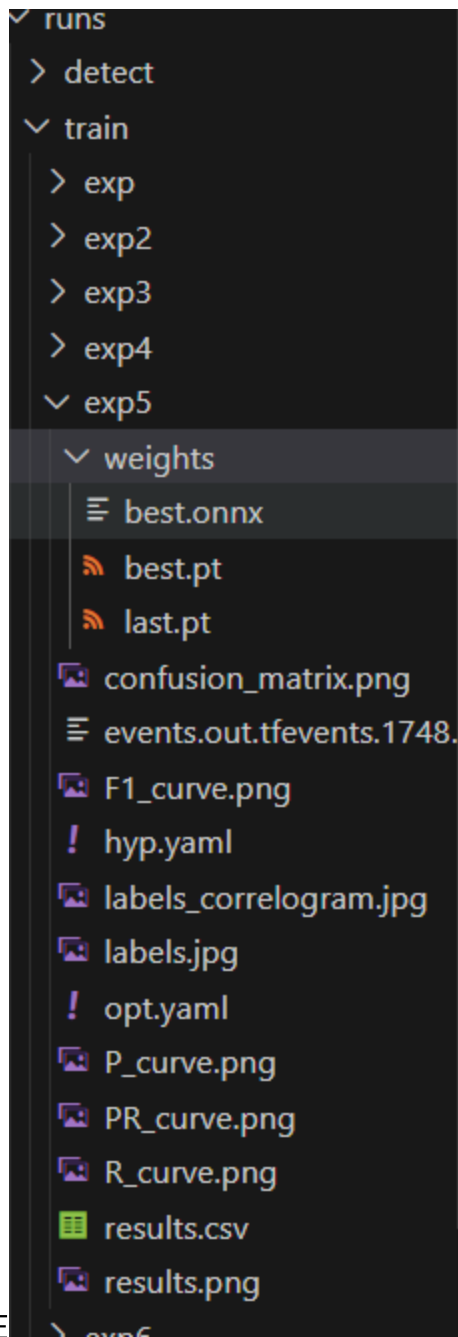 runs
detect
train
exp
exp2
exp3
exp4
exp5
weights
best.onnx
best.pt
last.pt
confusion_matrix.png
events.out.tfevents.1748.
F1_curve.png
! hyp.yaml
labels_correlogram.jpg
labels.jpg
! opt.yaml
P_curve.png
PR_curve.png
R_curve.png
results.csv
results.png